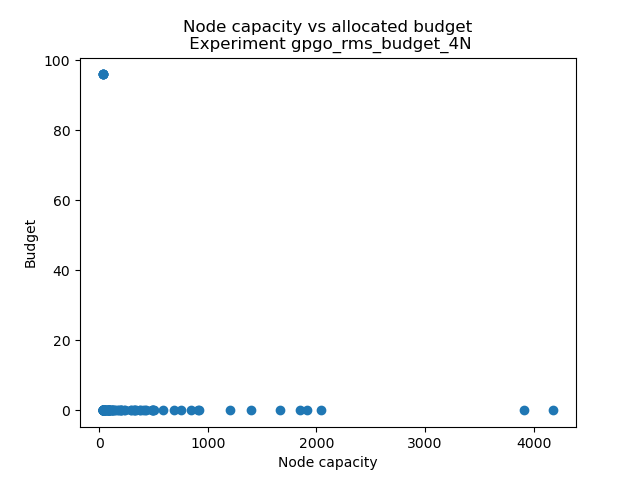 Node capacity vs allocated budget
Experiment gpgo_rms_budget_4N
100
80
60
40
20
0
Budget
0 1000 2000 3000 4000
Node capacity